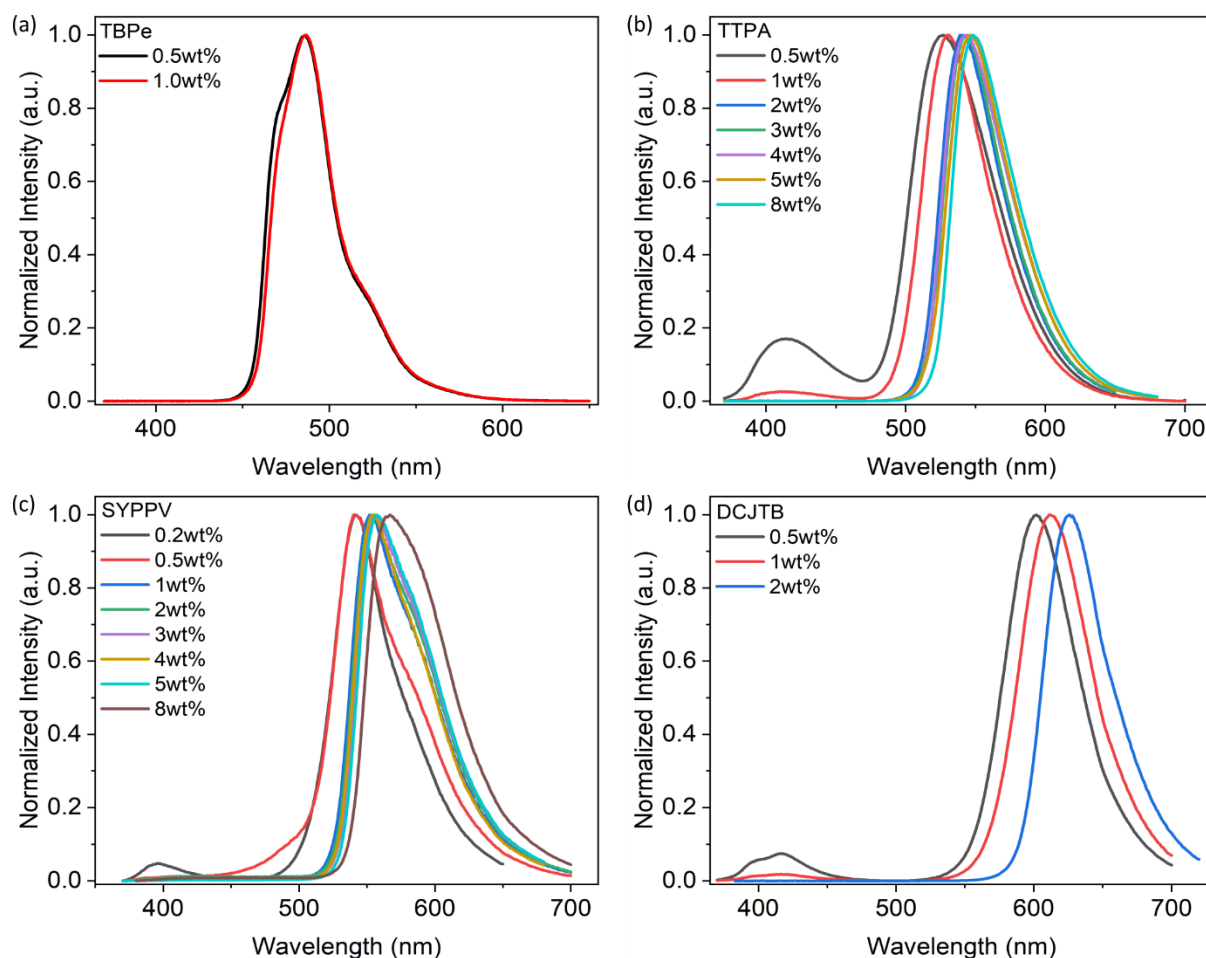 (a)
TBPe
0.5wt%
1.0wt%
1.0
0.8
0.6
0.4
0.2
0.0
Normalized Intensity (a.u.)
400
500
600
Wavelength (nm)
(b)
TTPA
0.5wt%
1wt%
2wt%
3wt%
4wt%
5wt%
8wt%
1.0
0.8
0.6
0.4
0.2
0.0
Normalized Intensity (a.u.)
400
500
600
700
Wavelength (nm)
(c)
SYPPV
0.2wt%
0.5wt%
1wt%
2wt%
3wt%
4wt%
5wt%
8wt%
1.0
0.8
0.6
0.4
0.2
0.0
Normalized Intensity (a.u.)
400
500
600
700
Wavelength (nm)
(d)
DCJTB
0.5wt%
1wt%
2wt%
1.0
0.8
0.6
0.4
0.2
0.0
Normalized Intensity (a.u.)
400
500
600
700
Wavelength (nm)